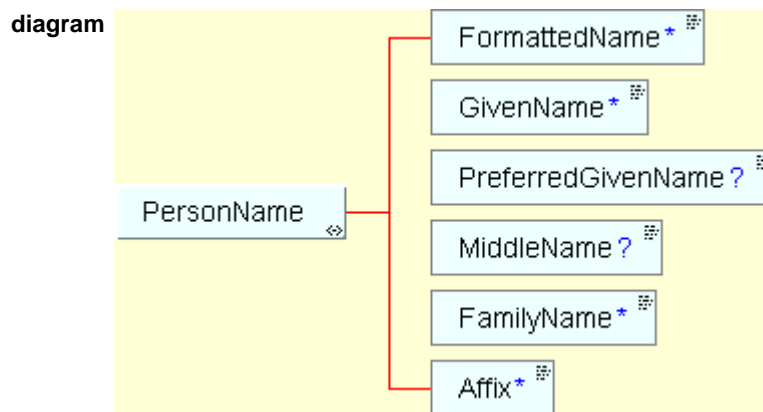 diagram
FormattedName*
GivenName*
PreferredGivenName?
PersonName
MiddleName?
FamilyName*
Affix*